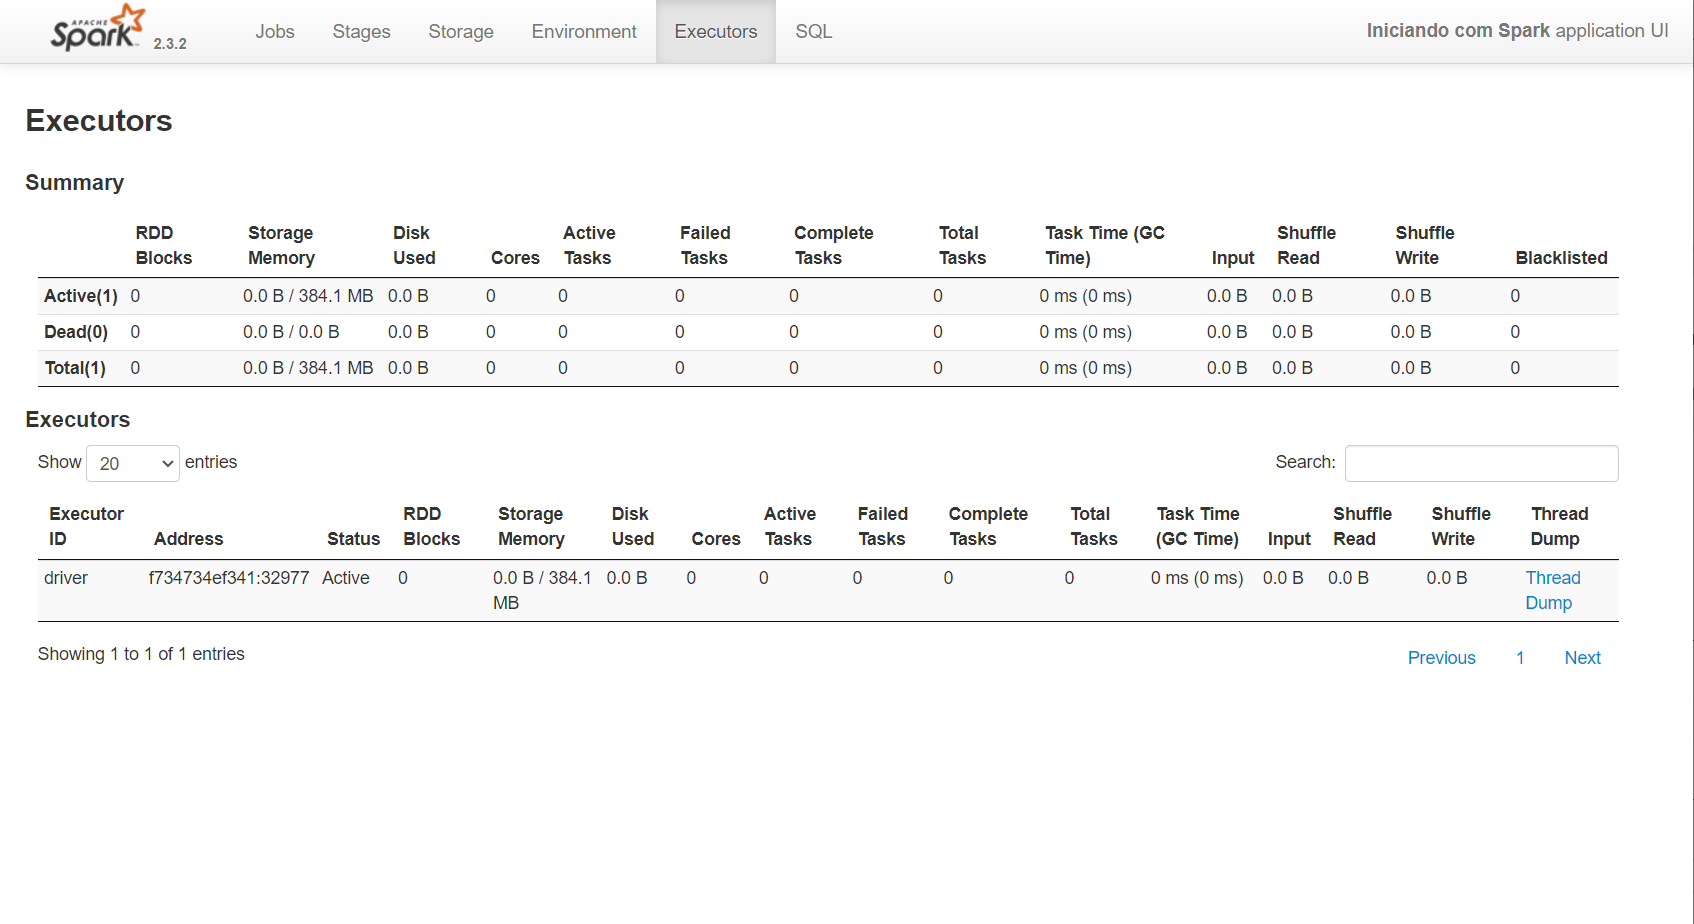 APACHE Spark 2.3.2 Jobs Stages Storage Environment Executors SQL Iniciando com Spark application UI
Executors
Summary
RDD Blocks Storage Memory Disk Used Cores Active Tasks Failed Tasks Complete Tasks Total Tasks Task Time (GC Time) Input Shuffle Read Shuffle Write Blacklisted
Active(1) 0 0.0 B / 384.1 MB 0.0 B 0 0 0 0 0 0 ms (0 ms) 0.0 B 0.0 B 0.0 B 0
Dead(0) 0 0.0 B / 0.0 B 0.0 B 0 0 0 0 0 0 ms (0 ms) 0.0 B 0.0 B 0.0 B 0
Total(1) 0 0.0 B / 384.1 MB 0.0 B 0 0 0 0 0 0 ms (0 ms) 0.0 B 0.0 B 0.0 B 0
Executors
Show 20 entries Search:
Executor ID Address Status RDD Blocks Storage Memory Disk Used Cores Active Tasks Failed Tasks Complete Tasks Total Tasks Task Time (GC Time) Input Shuffle Read Shuffle Write Thread Dump
driver f734734ef341:32977 Active 0 0.0 B / 384.1 MB 0.0 B 0 0 0 0 0 0 ms (0 ms) 0.0 B 0.0 B 0.0 B Thread Dump
Showing 1 to 1 of 1 entries Previous 1 Next